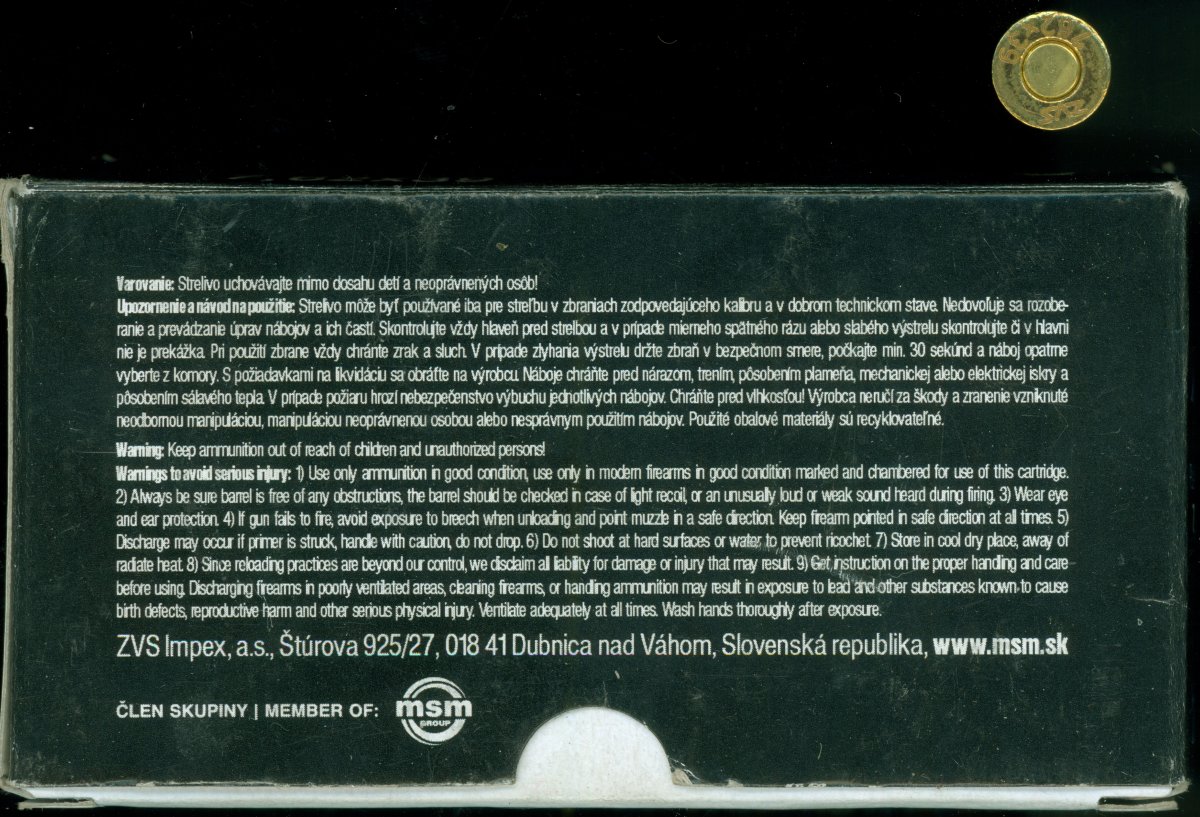 7,62x39
ZVS
Varovanie: Strelivo uchovávajte mimo dosahu detí a neoprávnených osôb!
Upozornenie a návod na použitie: Strelivo môže byť používané iba pre streľbu v zbraniach zodpovedajúceho kalibru a v dobrom technickom stave. Nedovoľuje sa rozobe-
ranie a prevádzanie úprav nábojov a ich častí. Skontrolujte vždy hlaveň pred streľbou a v prípade mierneho spätného rázu alebo slabého výstrelu skontrolujte či v hlavni
nie je prekážka. Pri použití zbrane vždy chránte zrak a sluch. V prípade zlyhania výstrelu držte zbraň v bezpečnom smere, počkajte min. 30 sekúnd a náboj opatrne
vyberte z komory. S požiadavkami na likvidáciu sa obráťte na výrobcu. Náboje chráňte pred nárazom, trením, pôsobením plameňa, mechanickej alebo elektrickej iskry a
pôsobením sálavého tepla. V prípade požiaru hrozí nebezpečenstvo výbuchu jednotlivých nábojov. Chráňte pred vlhkosťou! Výrobca neručí za škody a zranenie vzniknuté
neodbornou manipuláciou, manipuláciou neoprávnenou osobou alebo nesprávnym použitím nábojov. Použité obalové materiály sú recyklovateľné.
Warning: Keep ammunition out of reach of children and unauthorized persons!
Warnings to avoid serious injury: 1) Use only ammunition in good condition, use only in modern firearms in good condition marked and chambered for use of this cartridge.
2) Always be sure barrel is free of any obstructions, the barrel should be checked in case of light recoil, or an unusually loud or weak sound heard during firing. 3) Wear eye
and ear protection. 4) If gun fails to fire, avoid exposure to breech when unloading and point muzzle in a safe direction. Keep firearm pointed in safe direction at all times. 5)
Discharge may occur if primer is struck, handle with caution, do not drop. 6) Do not shoot at hard surfaces or water to prevent ricochet. 7) Store in cool dry place, away of
radiate heat. 8) Since reloading practices are beyond our control, we disclaim all liability for damage or injury that may result. 9) Get instruction on the proper handling and care
before using. Discharging firearms in poorly ventilated areas, cleaning firearms, or handling ammunition may result in exposure to lead and other substances known to cause
birth defects, reproductive harm and other serious physical injury. Ventilate adequately at all times. Wash hands thoroughly after exposure.
ZVS Impex, a.s., Štúrova 925/27, 018 41 Dubnica nad Váhom, Slovenská republika, www.msm.sk
ČLEN SKUPINY | MEMBER OF: msm GROUP